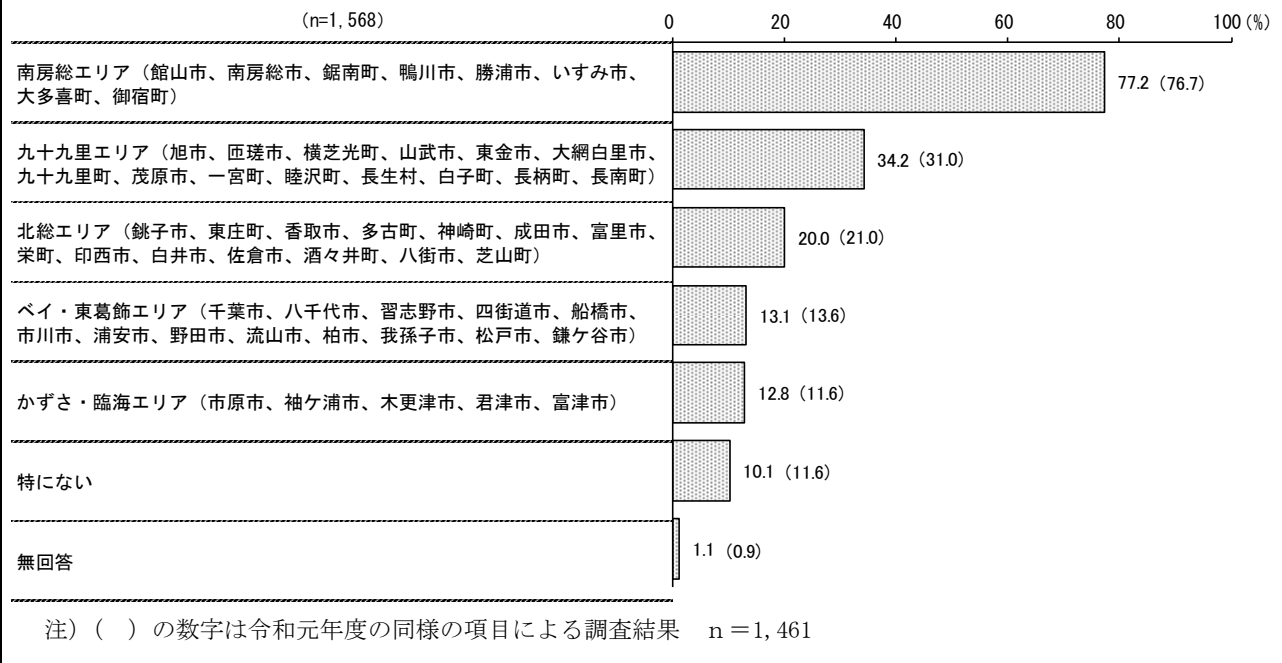 (n=1,568)
0 20 40 60 80 100(%)
南房総エリア（館山市、南房総市、鋸南町、鴨川市、勝浦市、いすみ市、
大多喜町、御宿町）
77.2（76.7）
九十九里エリア（旭市、匝瑳市、横芝光町、山武市、東金市、大網白里市、
九十九里町、茂原市、一宮町、睦沢町、長生村、白子町、長柄町、長南町）
34.2（31.0）
北総エリア（銚子市、東庄町、香取市、多古町、神崎町、成田市、富里市、
栄町、印西市、白井市、佐倉市、酒々井町、八街市、芝山町）
20.0（21.0）
ベイ・東葛飾エリア（千葉市、八千代市、習志野市、四街道市、船橋市、
市川市、浦安市、野田市、流山市、柏市、我孫子市、松戸市、鎌ケ谷市）
13.1（13.6）
かずさ・臨海エリア（市原市、袖ケ浦市、木更津市、君津市、富津市）
12.8（11.6）
特にない
10.1（11.6）
無回答
1.1（0.9）
注）（　）の数字は令和元年度の同様の項目による調査結果　ｎ＝1,461